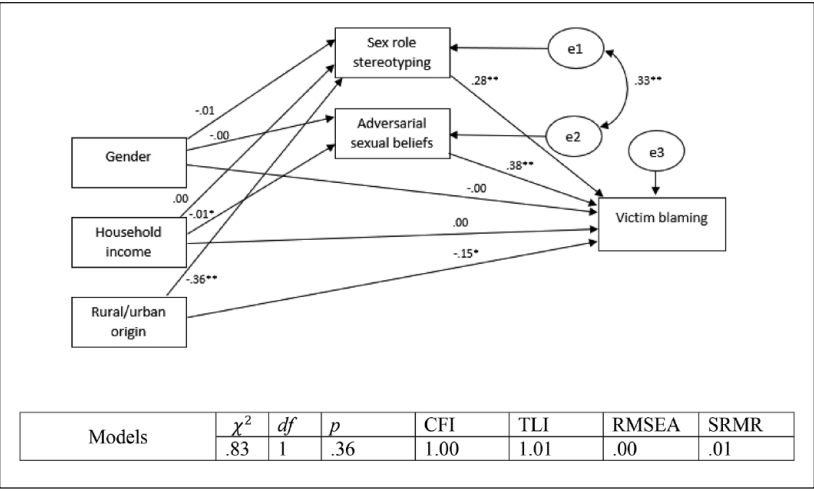 Sex role
stereotyping
e1
.28**
.33**
-.01
Adversarial
sexual beliefs
e2
-.00
Gender
.38**
e3
-.00
.00
-.01*
Household
income
.00
Victim blaming
-.15*
-.36**
Rural/urban
origin
Models
χ² df p CFI TLI RMSEA SRMR
.83 1 .36 1.00 1.01 .00 .01